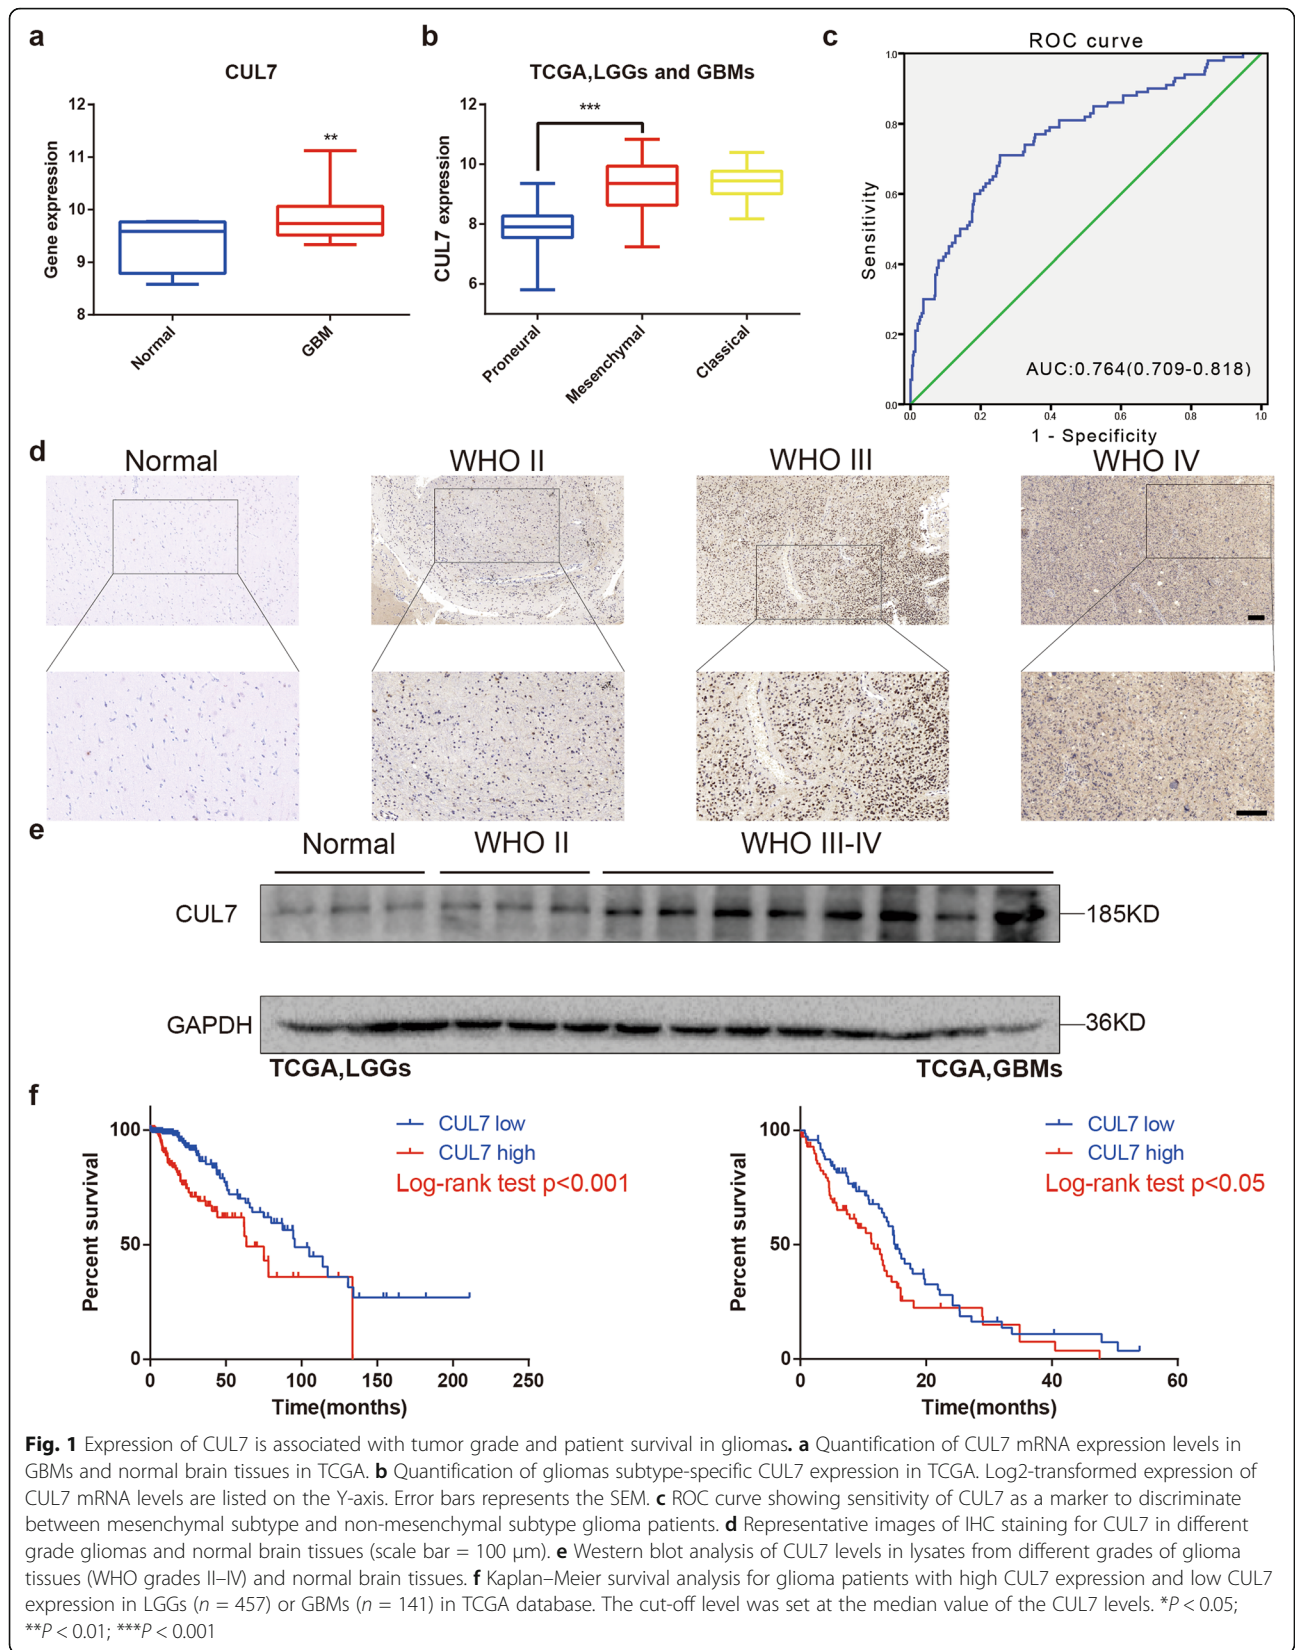 a
CUL7
Gene expression
12
11
10
9
8
**
Normal
GBM
b
TCGA,LGGs and GBMs
CUL7 expression
12
10
8
6
***
Proneural
Mesenchymal
Classical
c
ROC curve
Sensitivity
1.0
0.8
0.6
0.4
0.2
0.0
AUC:0.764(0.709-0.818)
0.0 0.2 0.4 0.6 0.8 1.0
1 - Specificity
d
Normal WHO II WHO III WHO IV
e
Normal WHO II WHO III-IV
CUL7 185KD
GAPDH 36KD
f
TCGA,LGGs
Percent survival
100
50
0
CUL7 low
CUL7 high
Log-rank test p<0.001
0 50 100 150 200 250
Time(months)
TCGA,GBMs
Percent survival
100
50
0
CUL7 low
CUL7 high
Log-rank test p<0.05
0 20 40 60
Time(months)
Fig. 1 Expression of CUL7 is associated with tumor grade and patient survival in gliomas. a Quantification of CUL7 mRNA expression levels in
GBMs and normal brain tissues in TCGA. b Quantification of gliomas subtype-specific CUL7 expression in TCGA. Log2-transformed expression of
CUL7 mRNA levels are listed on the Y-axis. Error bars represents the SEM. c ROC curve showing sensitivity of CUL7 as a marker to discriminate
between mesenchymal subtype and non-mesenchymal subtype glioma patients. d Representative images of IHC staining for CUL7 in different
grade gliomas and normal brain tissues (scale bar = 100 μm). e Western blot analysis of CUL7 levels in lysates from different grades of glioma
tissues (WHO grades II–IV) and normal brain tissues. f Kaplan–Meier survival analysis for glioma patients with high CUL7 expression and low CUL7
expression in LGGs (n = 457) or GBMs (n = 141) in TCGA database. The cut-off level was set at the median value of the CUL7 levels. *P < 0.05;
**P < 0.01; ***P < 0.001